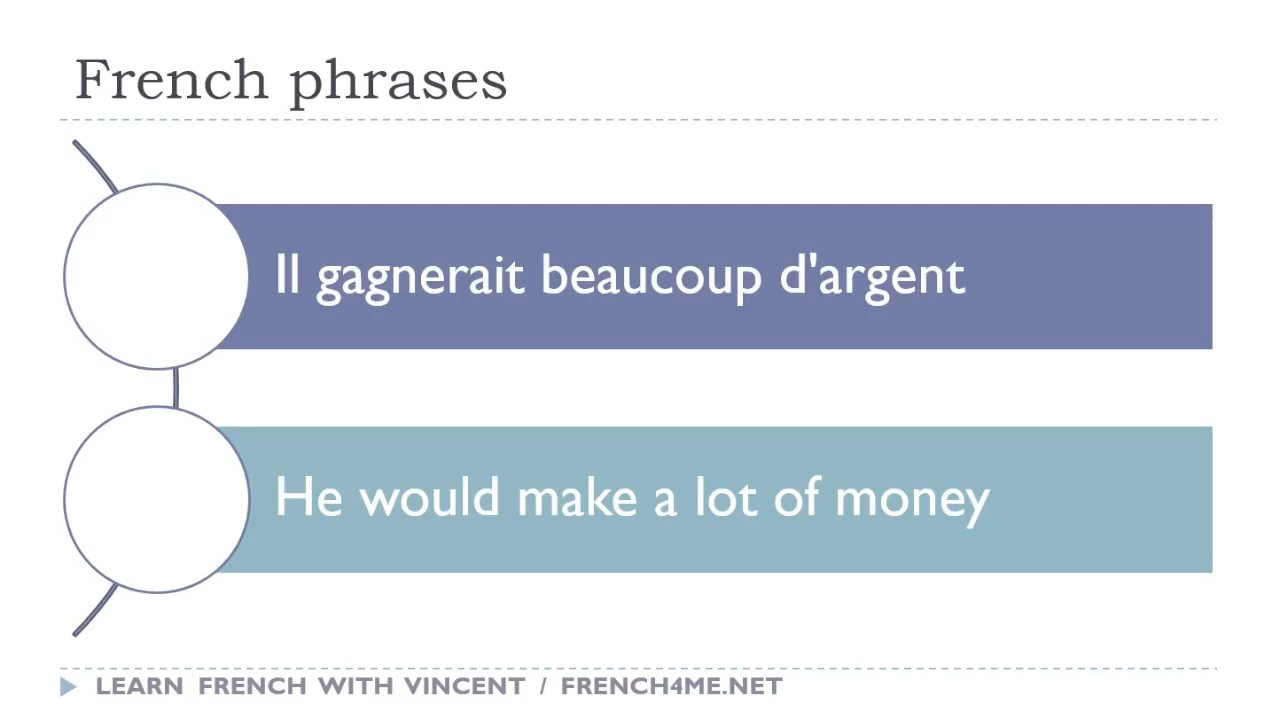 French phrases
Il gagnerait beaucoup d'argent
He would make a lot of money
LEARN FRENCH WITH VINCENT / FRENCH4ME.NET